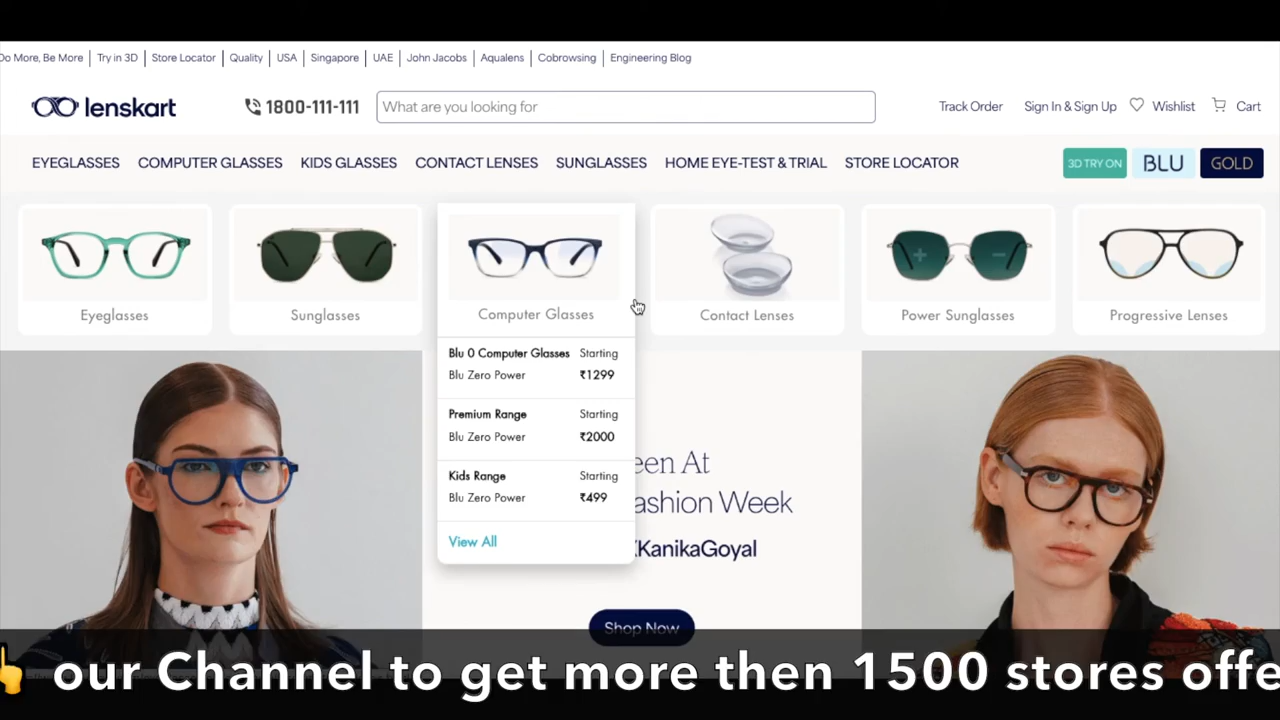 Do More, Be More | Try in 3D | Store Locator | Quality | USA | Singapore | UAE | John Jacobs | Aqualens | Cobrowsing | Engineering Blog
lenskart 1800-111-111 What are you looking for Track Order Sign In & Sign Up Wishlist Cart
EYEGLASSES COMPUTER GLASSES KIDS GLASSES CONTACT LENSES SUNGLASSES HOME EYE-TEST & TRIAL STORE LOCATOR 3D TRY ON BLU GOLD
Eyeglasses Sunglasses Computer Glasses Contact Lenses Power Sunglasses Progressive Lenses
Blu 0 Computer Glasses Starting
Blu Zero Power ₹1299
Premium Range Starting
Blu Zero Power ₹2000
Kids Range Starting
Blu Zero Power ₹499
View All
een At
ashion Week
KanikaGoyal
Shop Now
👆 our Channel to get more then 1500 stores offe